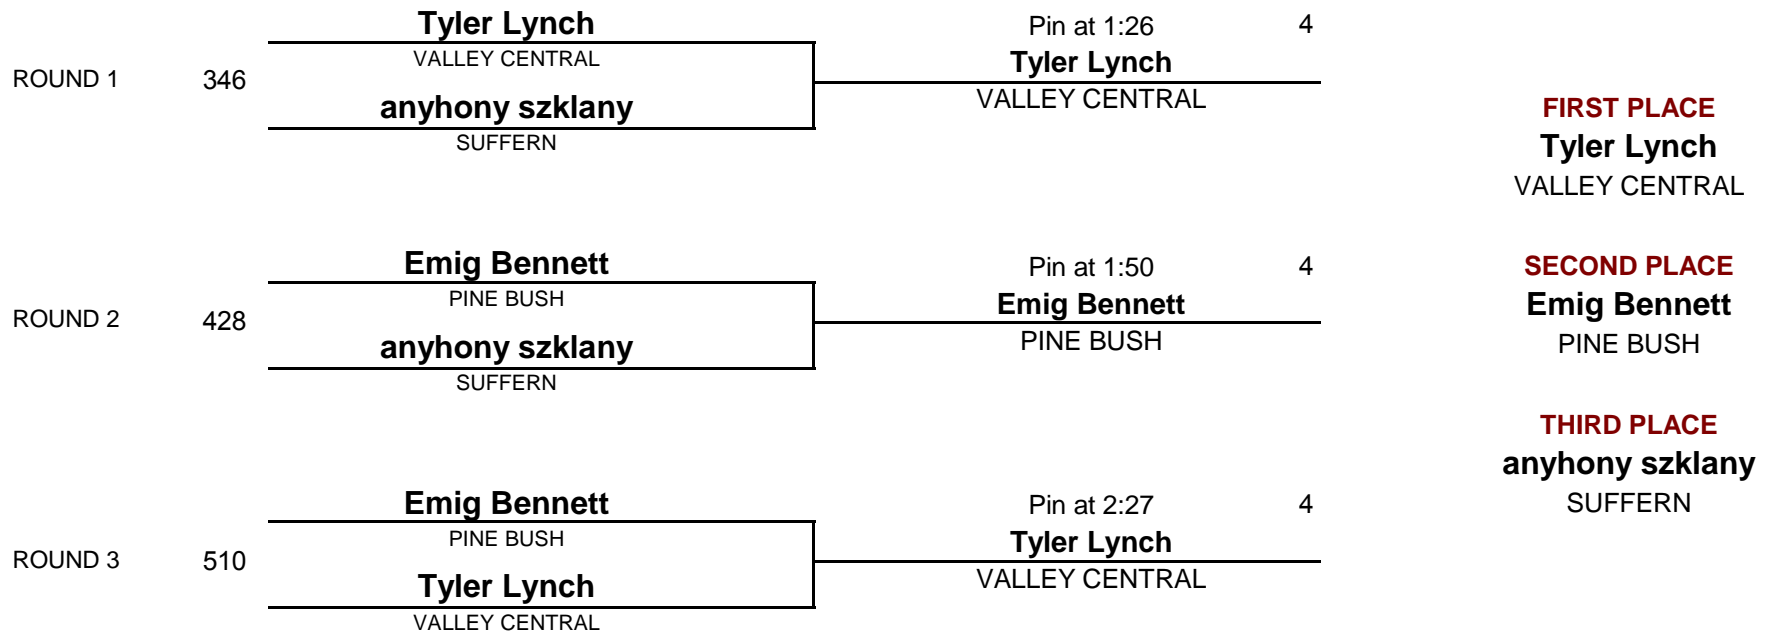 Tyler Lynch
Pin at 1:26 4
VALLEY CENTRAL
Tyler Lynch
ROUND 1 346
VALLEY CENTRAL
anyhony szklany
SUFFERN
FIRST PLACE
Tyler Lynch
VALLEY CENTRAL
Emig Bennett
Pin at 1:50 4
PINE BUSH
Emig Bennett
ROUND 2 428
PINE BUSH
anyhony szklany
SUFFERN
SECOND PLACE
Emig Bennett
PINE BUSH
THIRD PLACE
anyhony szklany
SUFFERN
Emig Bennett
Pin at 2:27 4
PINE BUSH
Tyler Lynch
ROUND 3 510
VALLEY CENTRAL
Tyler Lynch
VALLEY CENTRAL